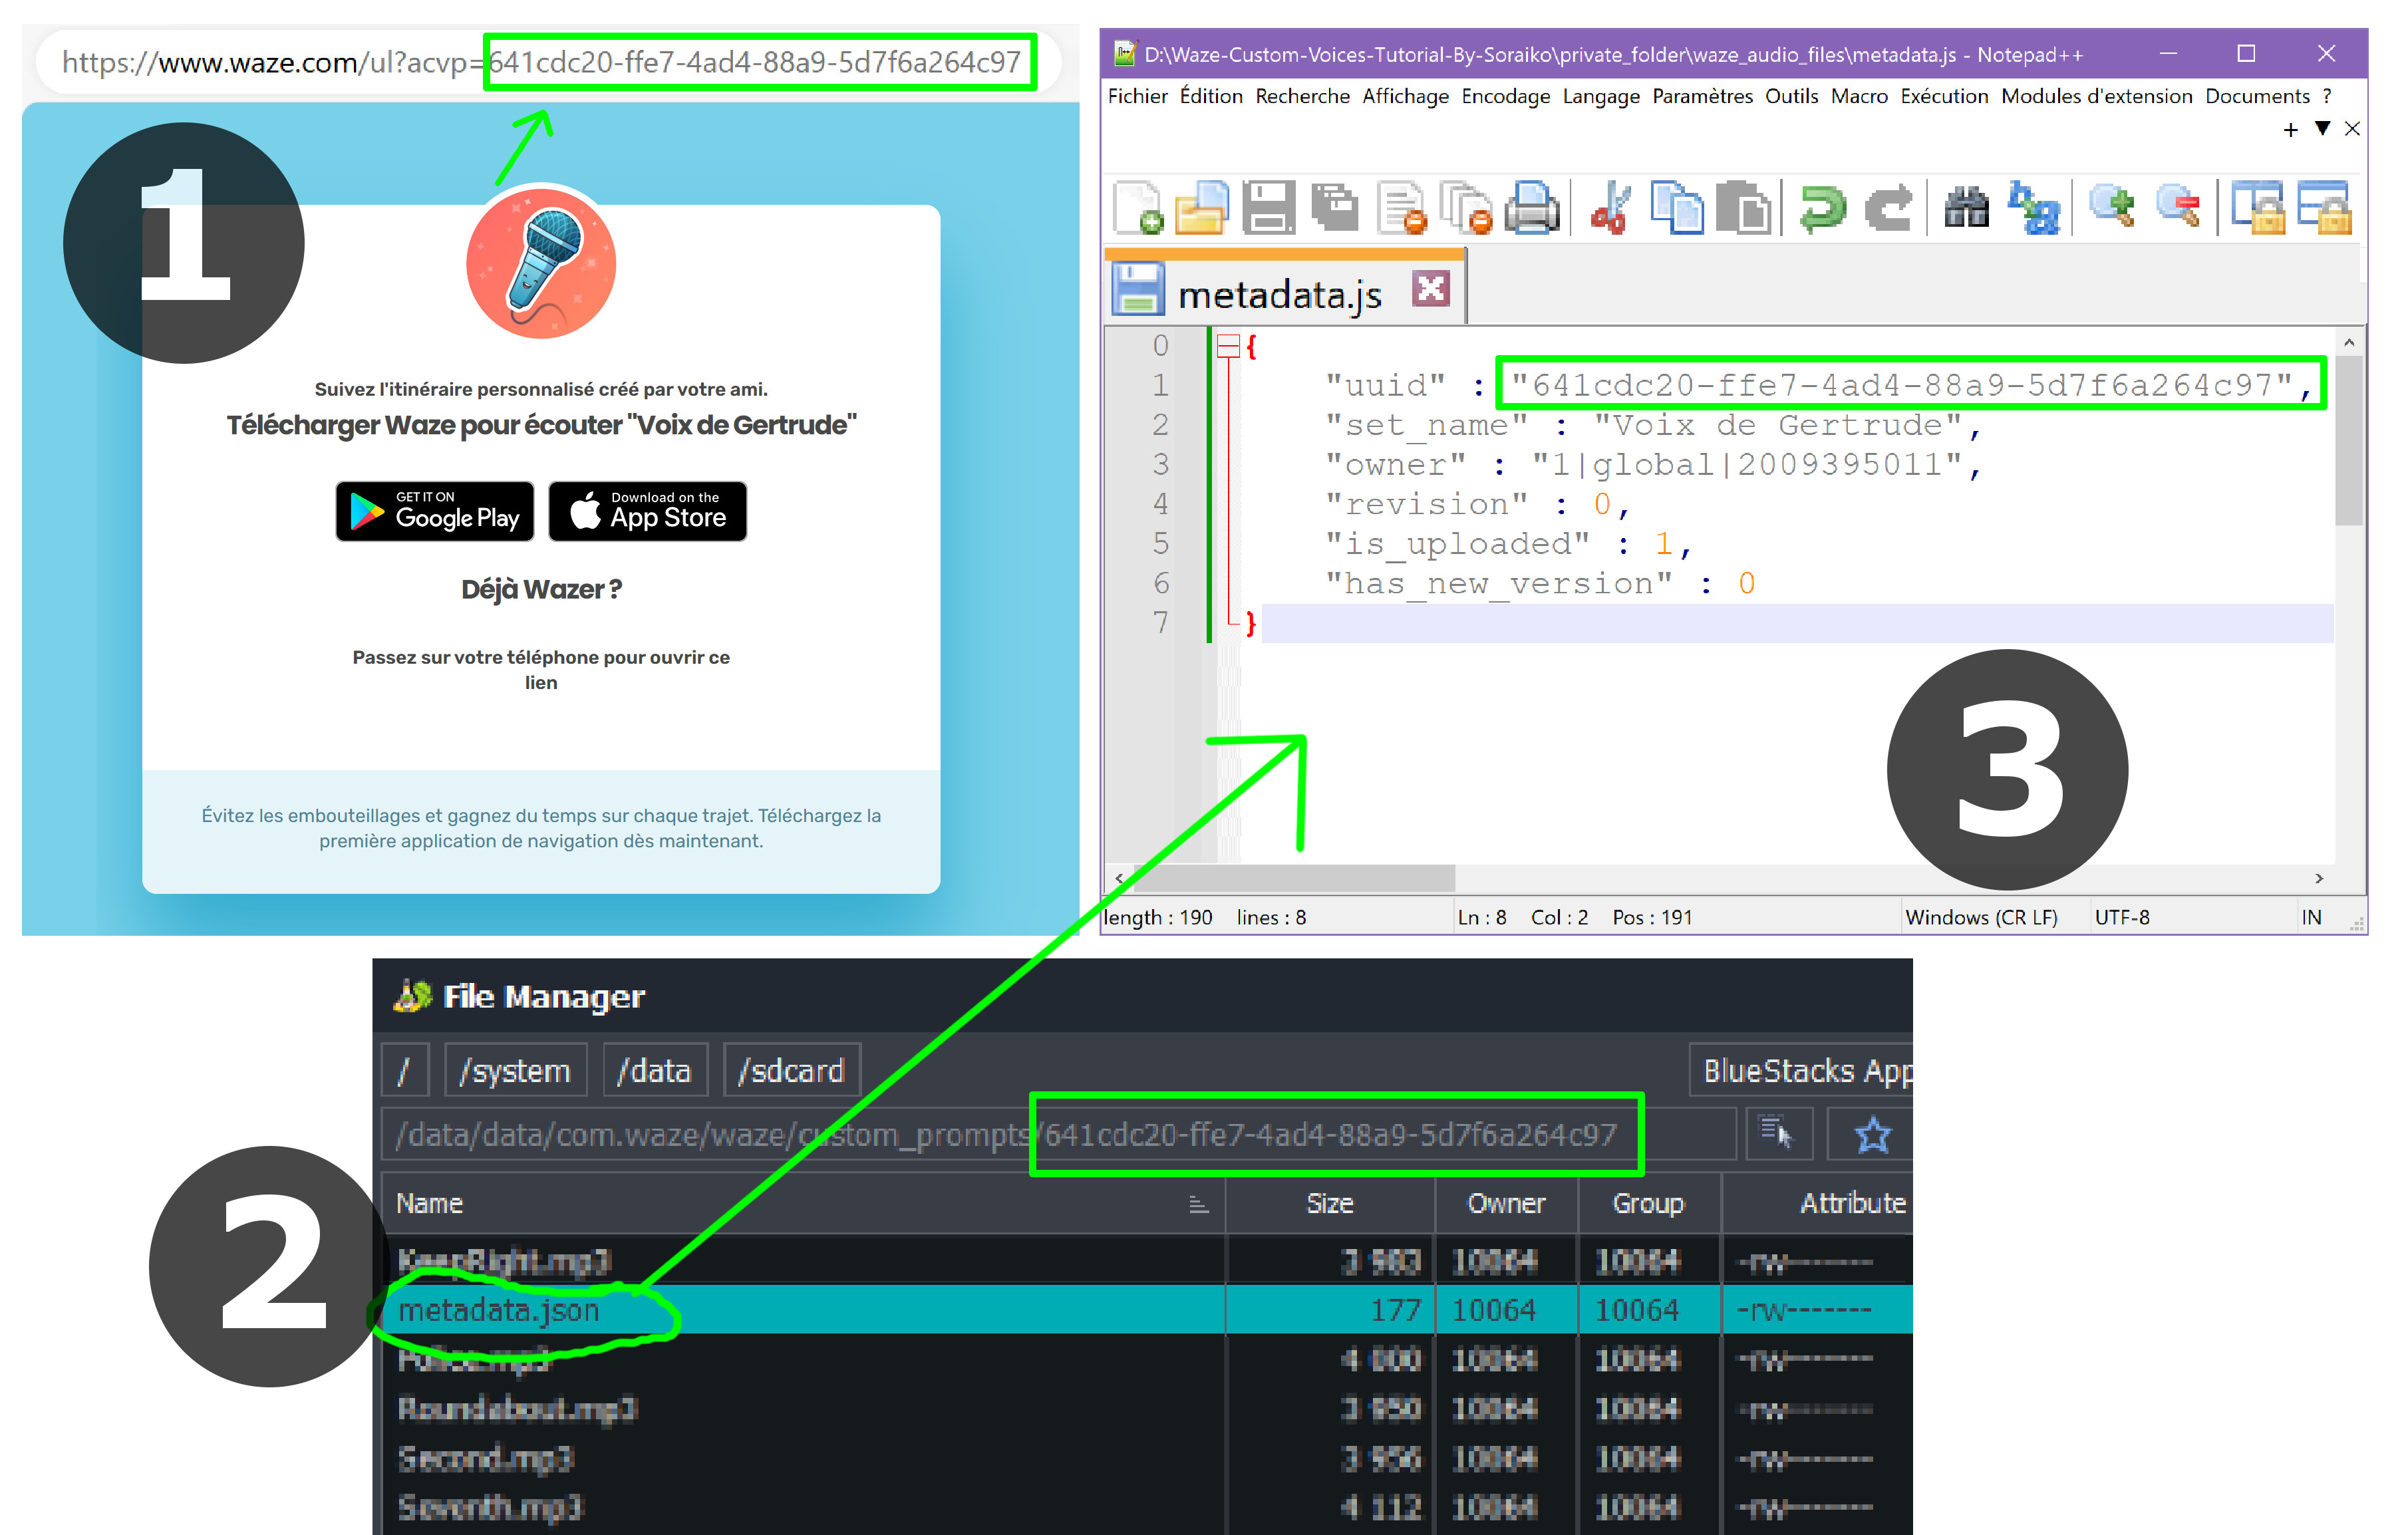 https://www.waze.com/ul?acvp=641cdc20-ffe7-4ad4-88a9-5d7f6a264c97
1
Suivez l'itinéraire personnalisé créé par votre ami.
Télécharger Waze pour écouter "Voix de Gertrude"
GET IT ON
Google Play
Download on the
App Store
Déjà Wazer ?
Passez sur votre téléphone pour ouvrir ce
lien
Évitez les embouteillages et gagnez du temps sur chaque trajet. Téléchargez la
première application de navigation dès maintenant.
D:\Waze-Custom-Voices-Tutorial-By-Soraiko\private_folder\waze_audio_files\metadata.js - Notepad++
Fichier Édition Recherche Affichage Encodage Langage Paramètres Outils Macro Exécution Modules d'extension Documents ?
metadata.js
0 {
1 "uuid" : "641cdc20-ffe7-4ad4-88a9-5d7f6a264c97",
2 "set_name" : "Voix de Gertrude",
3 "owner" : "1|global|2009395011",
4 "revision" : 0,
5 "is_uploaded" : 1,
6 "has_new_version" : 0
7 }
3
length : 190 lines : 8 Ln : 8 Col : 2 Pos : 191 Windows (CR LF) UTF-8 IN
File Manager
/ /system /data /sdcard BlueStacks App
/data/data/com.waze/waze/custom_prompts/641cdc20-ffe7-4ad4-88a9-5d7f6a264c97
2
Name Size Owner Group Attribute
KeepRight.mp3 3 983 10064 10064 -rw-------
metadata.json 177 10064 10064 -rw-------
Police.mp3 4 000 10064 10064 -rw-------
Roundabout.mp3 3 950 10064 10064 -rw-------
Second.mp3 3 956 10064 10064 -rw-------
Seventh.mp3 4 112 10064 10064 -rw-------